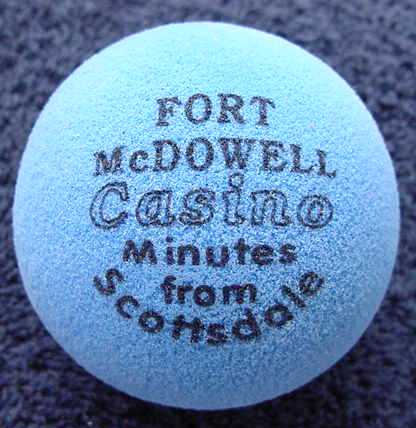 FORT
McDOWELL
Casino
Minutes
from
Scottsdale